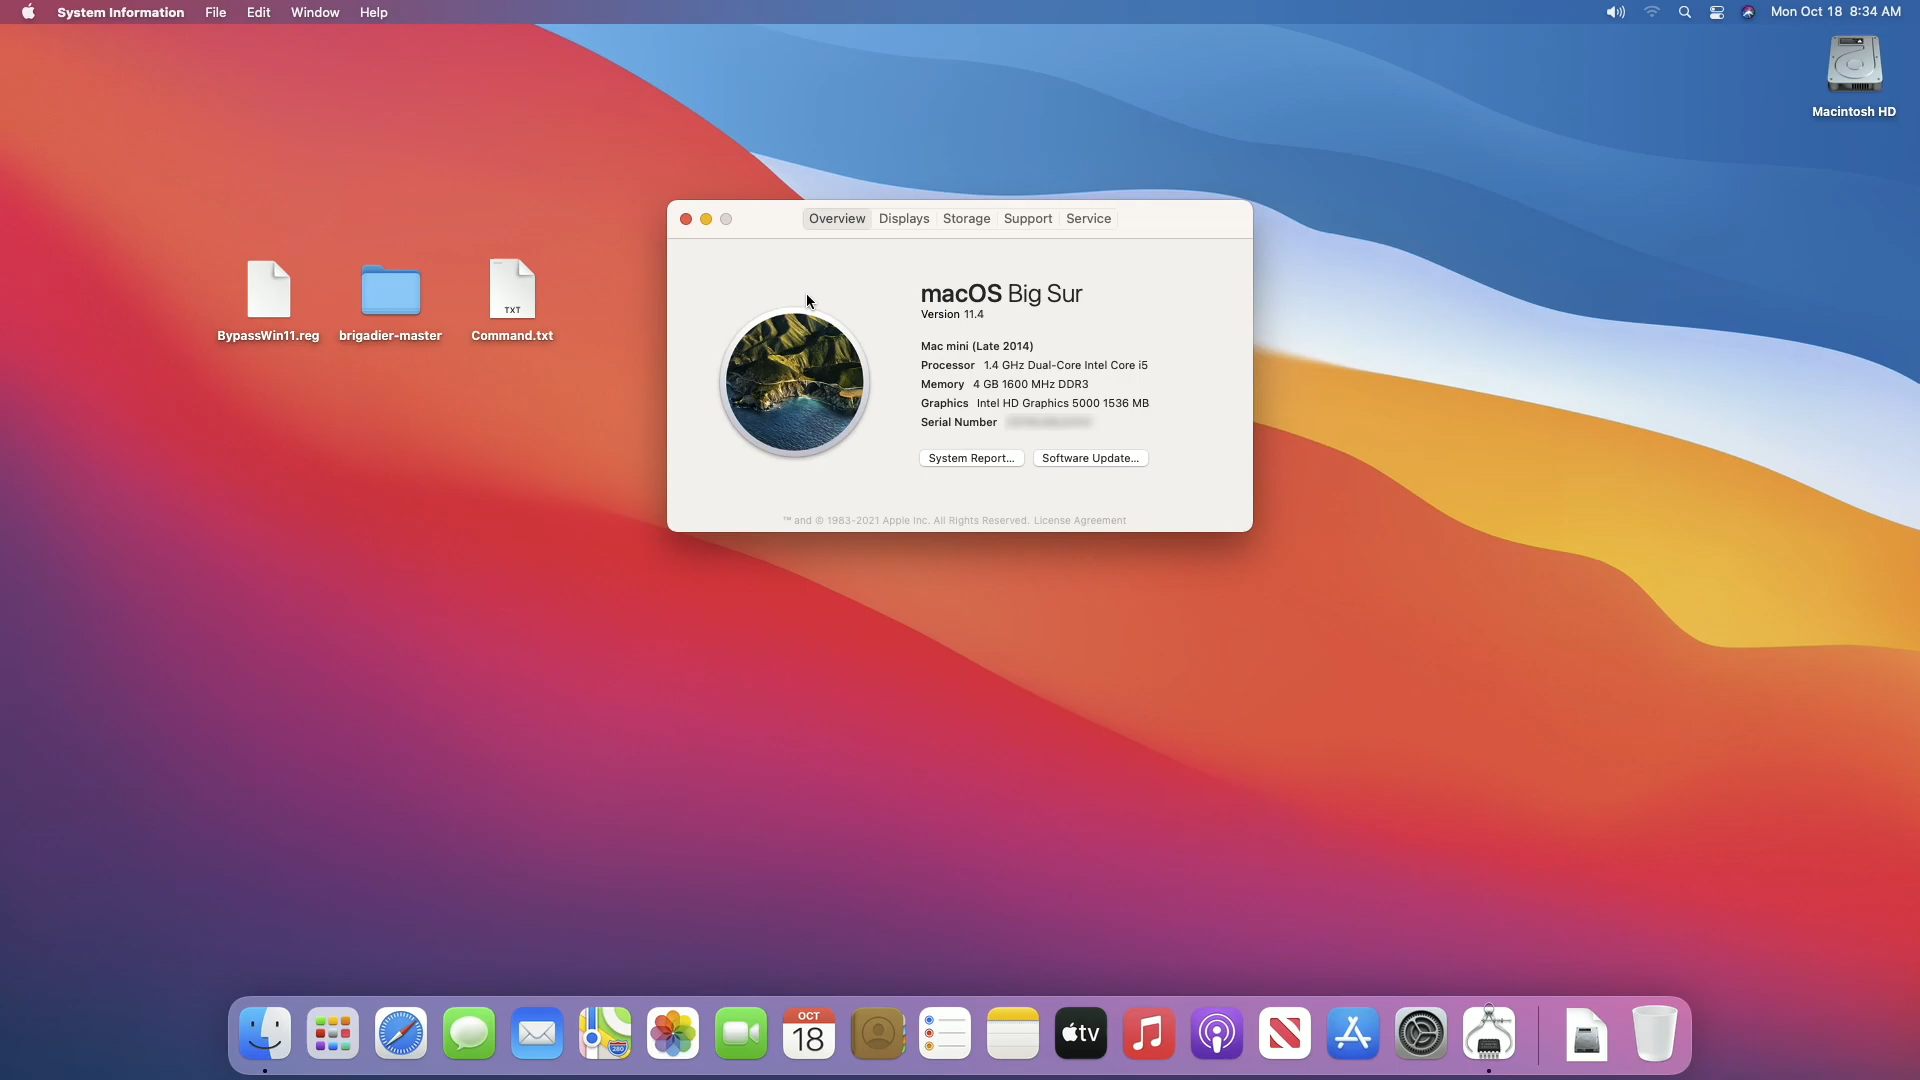 System Information File Edit Window Help
Mon Oct 18 8:34 AM
Macintosh HD
Overview Displays Storage Support Service
macOS Big Sur
Version 11.4
Mac mini (Late 2014)
Processor 1.4 GHz Dual-Core Intel Core i5
Memory 4 GB 1600 MHz DDR3
Graphics Intel HD Graphics 5000 1536 MB
Serial Number
System Report... Software Update...
™ and © 1983-2021 Apple Inc. All Rights Reserved. License Agreement
TXT
BypassWin11.reg brigadier-master Command.txt
280
OCT
18
tv